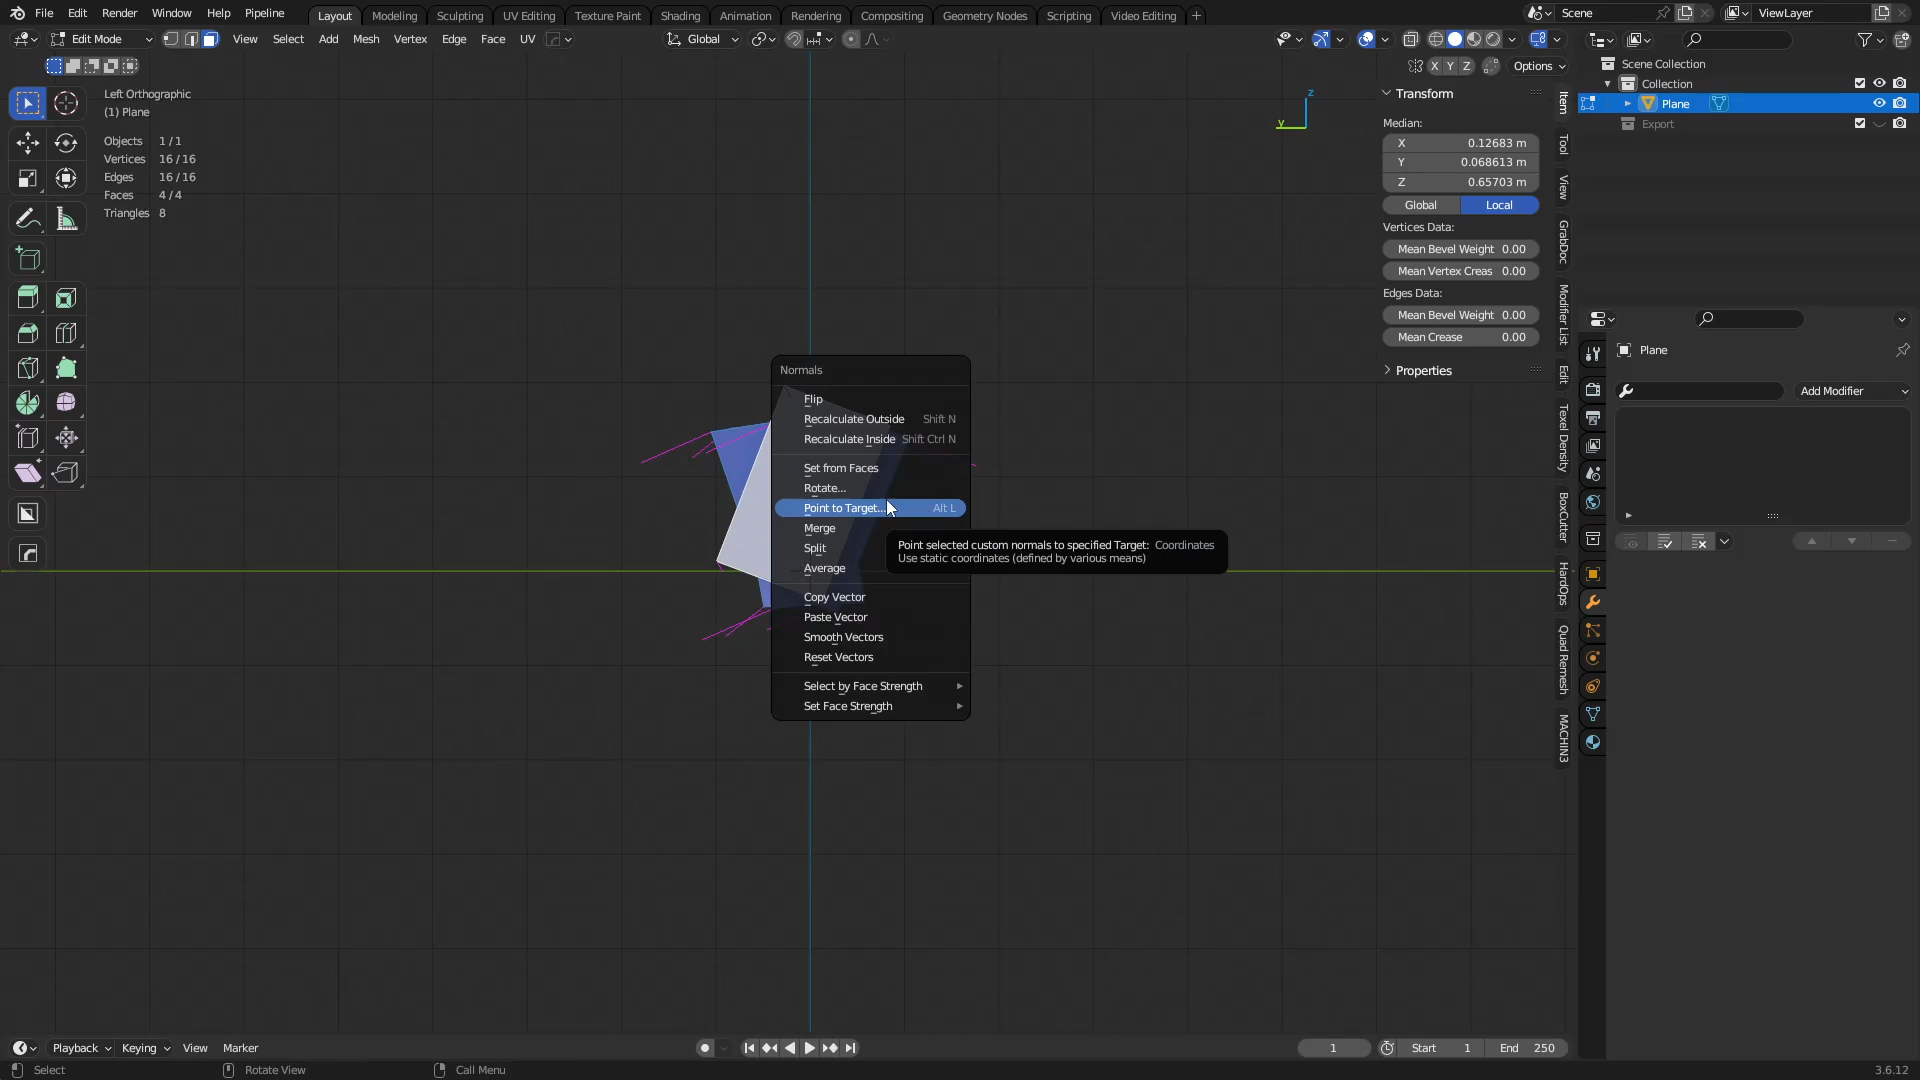 File Edit Render Window Help Pipeline Layout Modeling Sculpting UV Editing Texture Paint Shading Animation Rendering Compositing Geometry Nodes Scripting Video Editing + Scene ViewLayer
Edit Mode View Select Add Mesh Vertex Edge Face UV Global
X Y Z Options
Left Orthographic
(1) Plane
Objects 1/1
Vertices 16/16
Edges 16/16
Faces 4/4
Triangles 8
z
y
Normals
Flip
Recalculate Outside Shift N
Recalculate Inside Shift Ctrl N
Set from Faces
Rotate...
Point to Target... Alt L
Merge
Split
Average
Copy Vector
Paste Vector
Smooth Vectors
Reset Vectors
Select by Face Strength
Set Face Strength
Point selected custom normals to specified Target: Coordinates
Use static coordinates (defined by various means)
Transform
Median:
X 0.12683 m
Y 0.068613 m
Z 0.65703 m
Global Local
Vertices Data:
Mean Bevel Weight 0.00
Mean Vertex Creas 0.00
Edges Data:
Mean Bevel Weight 0.00
Mean Crease 0.00
Properties
Item
Tool
View
GrabDoc
Modifier List
Edit
Texel Density
BoxCutter
HardOps
Quad Remesh
MACHIN3
Scene Collection
Collection
Plane
Export
Plane
Add Modifier
Playback Keying View Marker 1 Start 1 End 250
Select Rotate View Call Menu 3.6.12